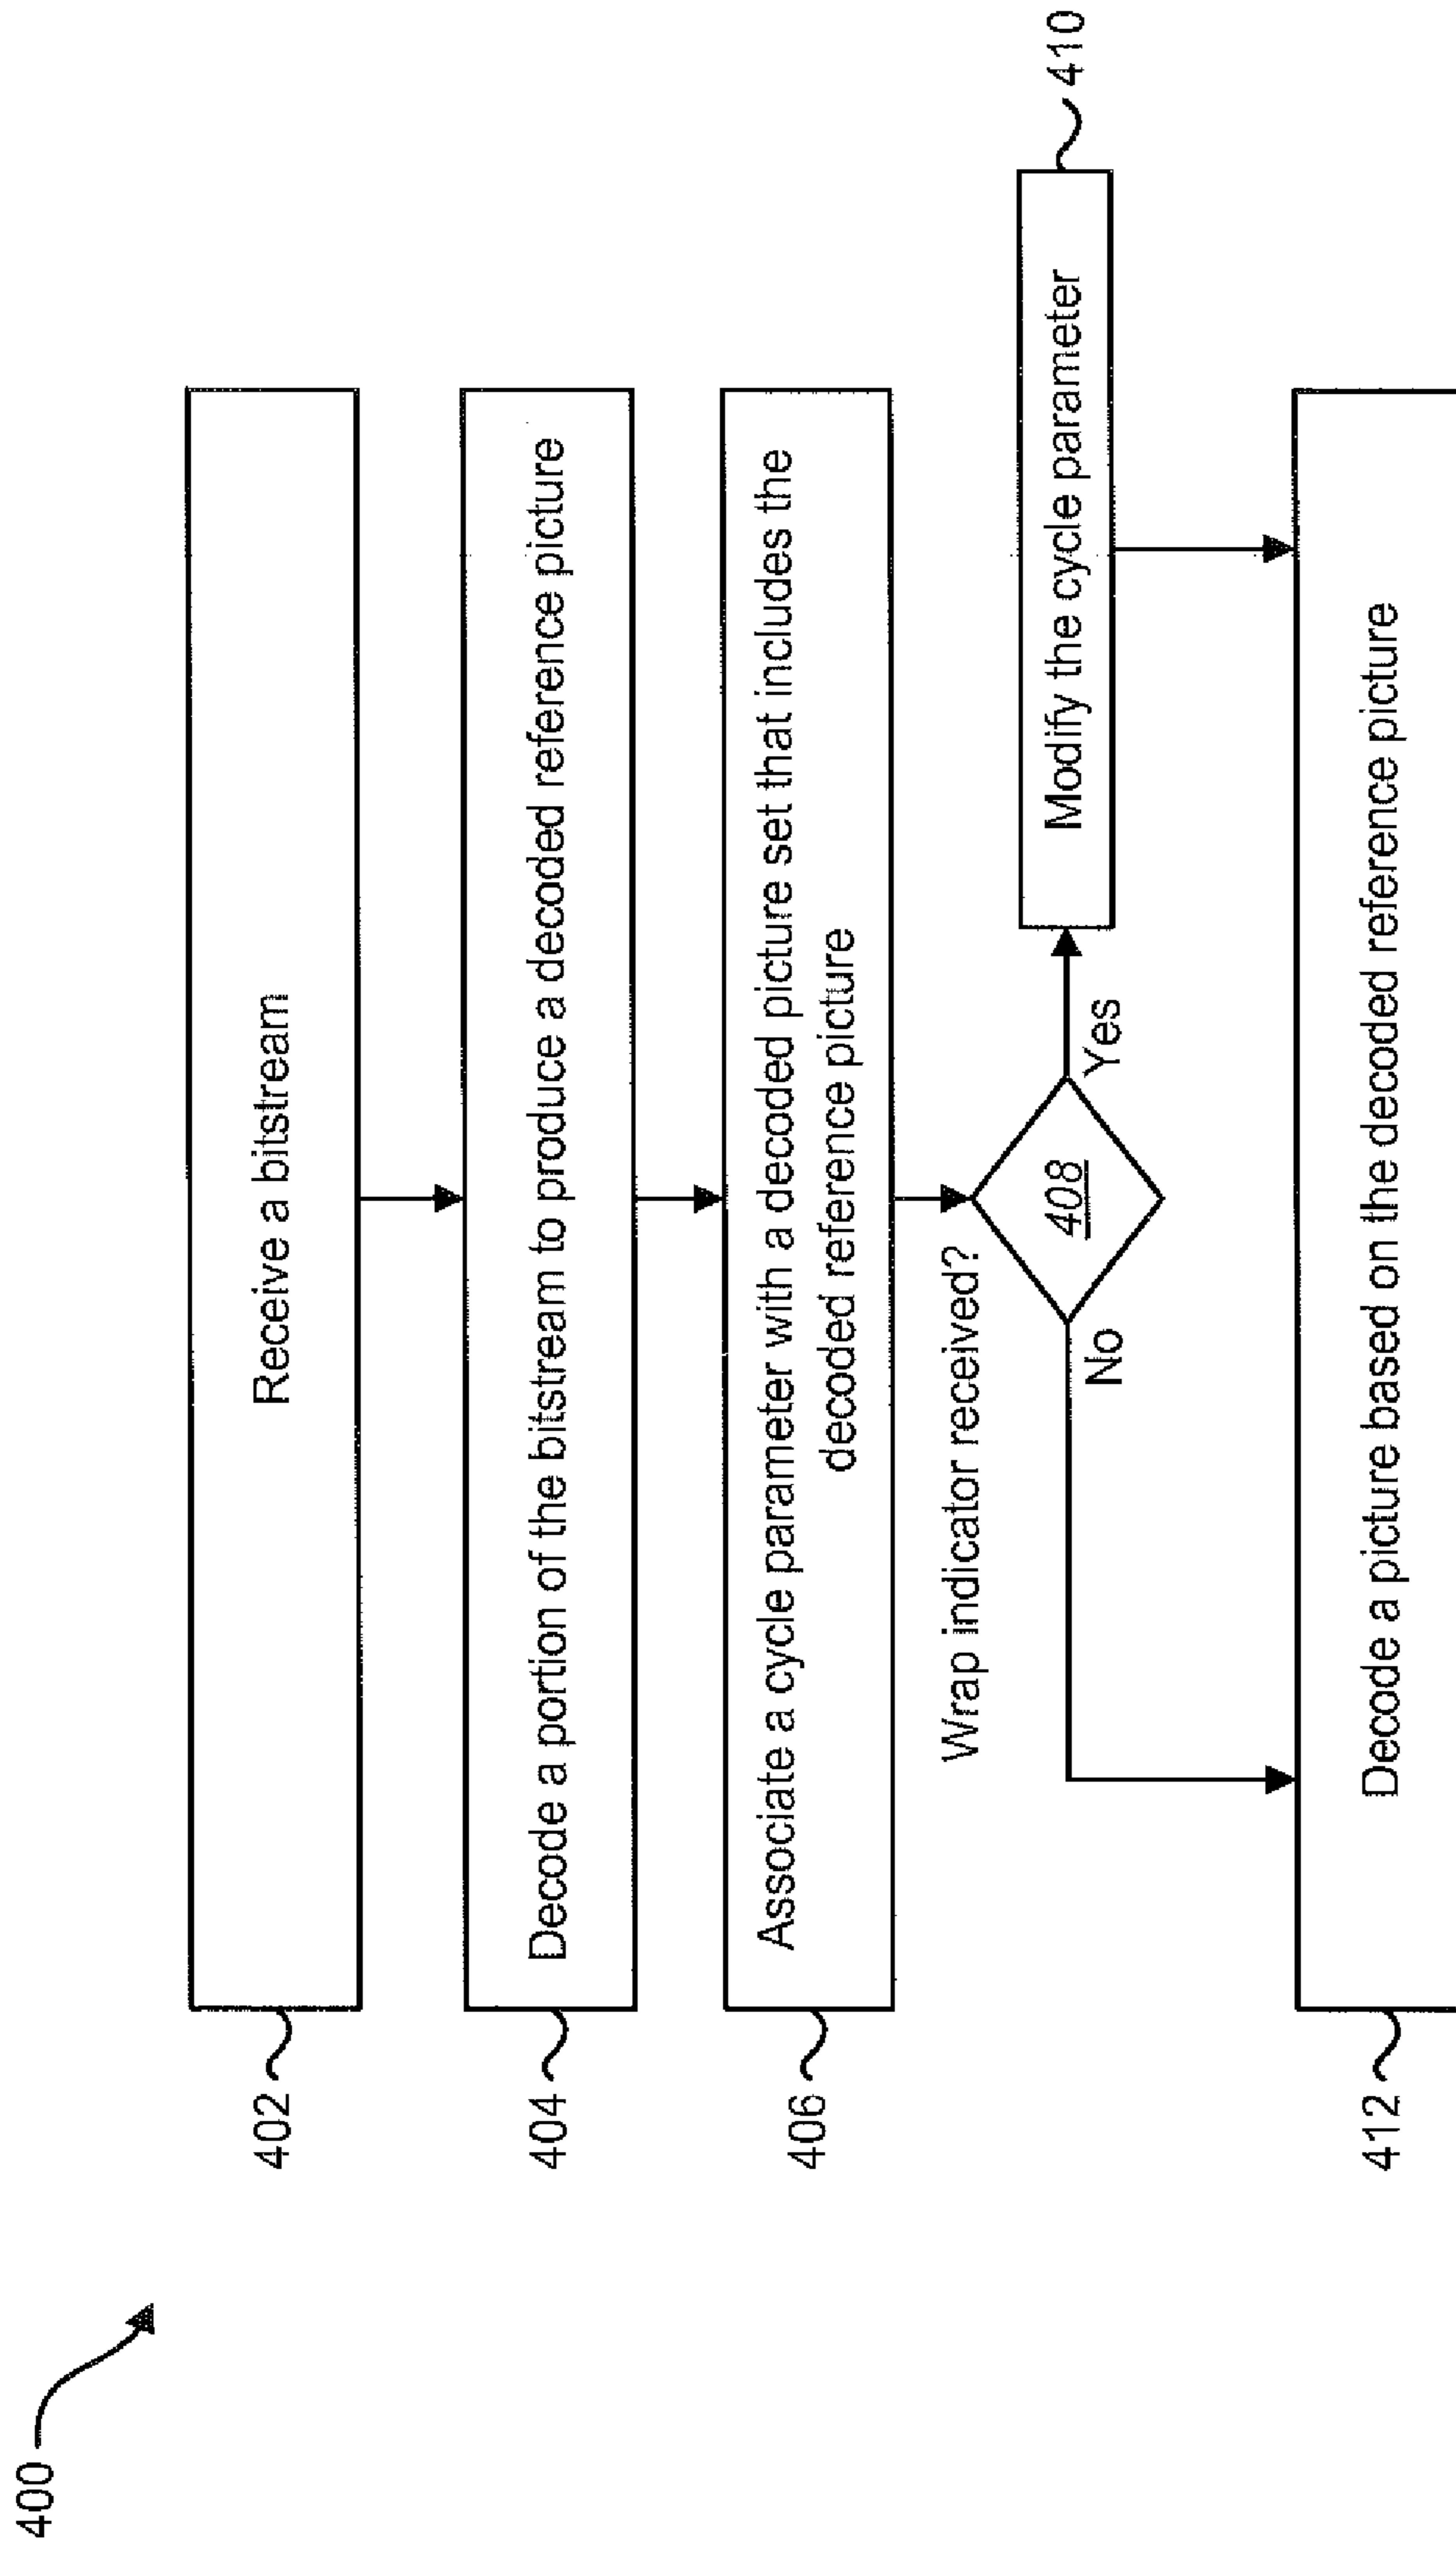 400
402
Receive a bitstream
404
Decode a portion of the bitstream to produce a decoded reference picture
406
Associate a cycle parameter with a decoded picture set that includes the
decoded reference picture
Wrap indicator received?
408
No
Yes
Modify the cycle parameter
410
412
Decode a picture based on the decoded reference picture